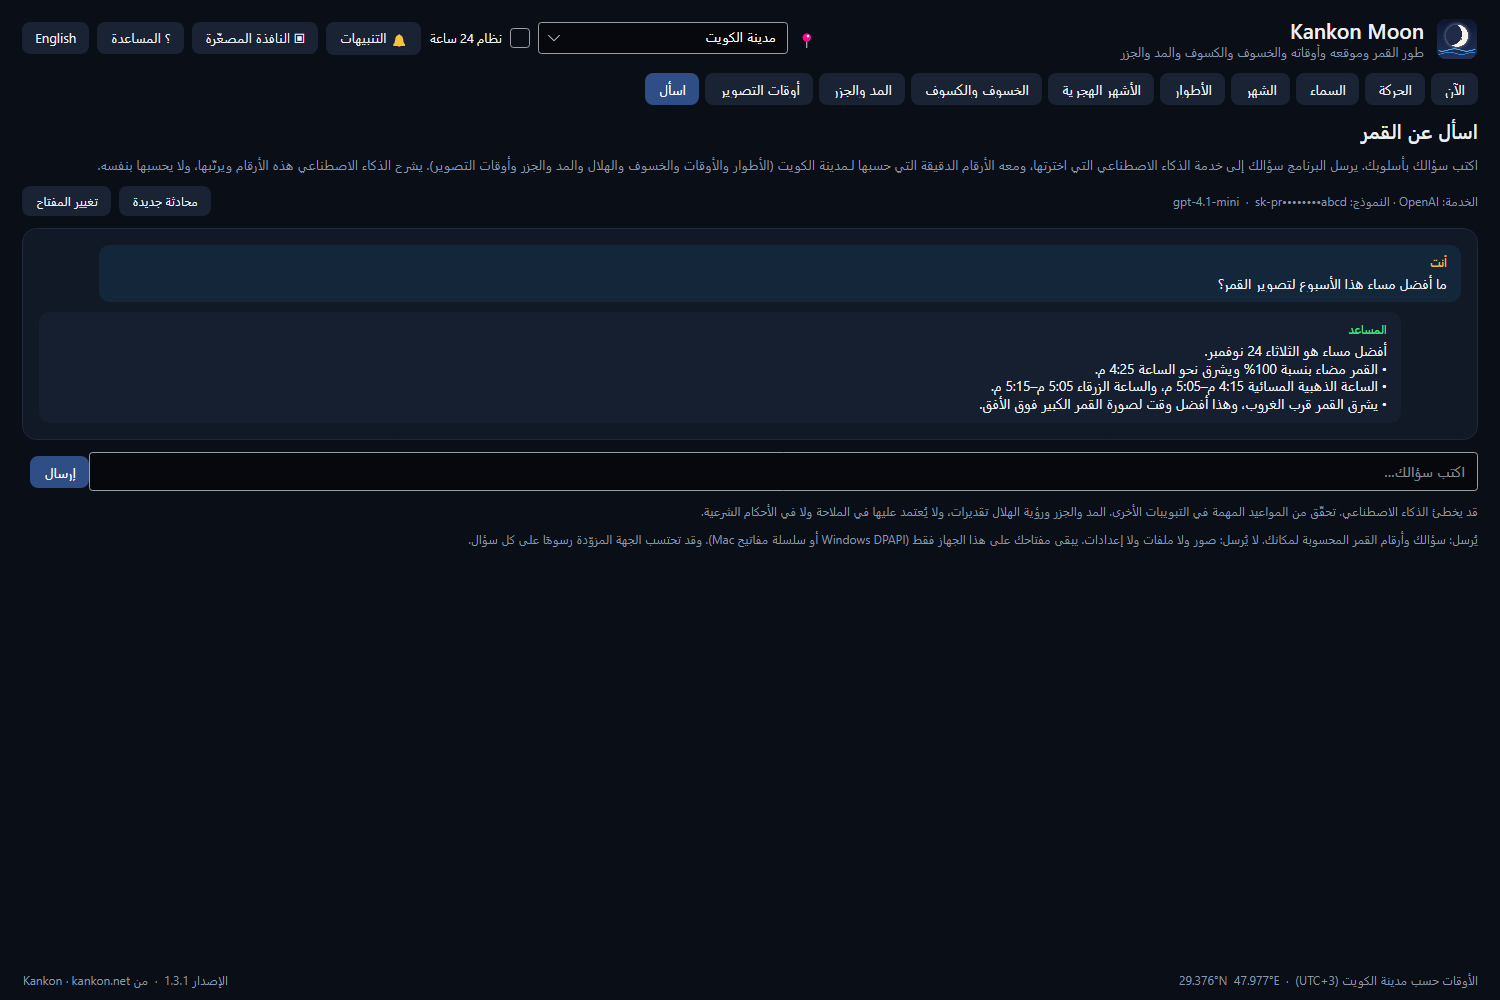 Kankon Moon
طور القمر وموقعه وأوقاته والخسوف والكسوف والمد والجزر
مدينة الكويت
نظام 24 ساعة
التنبيهات
النافذة المصغّرة
؟ المساعدة
English
الآن
الحركة
السماء
الشهر
الأطوار
الأشهر الهجرية
الخسوف والكسوف
المد والجزر
أوقات التصوير
اسأل
اسأل عن القمر
اكتب سؤالك بأسلوبك. يرسل البرنامج سؤالك إلى خدمة الذكاء الاصطناعي التي اخترتها، ومعه الأرقام الدقيقة التي حسبها لـمدينة الكويت (الأطوار والأوقات والخسوف والهلال والمد والجزر وأوقات التصوير). يشرح الذكاء الاصطناعي هذه الأرقام ويرتّبها، ولا يحسبها بنفسه.
الخدمة: OpenAI · النموذج: gpt-4.1-mini · sk-pr••••••••abcd
محادثة جديدة
تغيير المفتاح
أنت
ما أفضل مساء هذا الأسبوع لتصوير القمر؟
المساعد
أفضل مساء هو الثلاثاء 24 نوفمبر.
• القمر مضاء بنسبة 100% ويشرق نحو الساعة 4:25 م.
• الساعة الذهبية المسائية 4:15 م–5:05 م، والساعة الزرقاء 5:05 م–5:15 م.
• يشرق القمر قرب الغروب، وهذا أفضل وقت لصورة القمر الكبير فوق الأفق.
اكتب سؤالك...
إرسال
قد يخطئ الذكاء الاصطناعي. تحقّق من المواعيد المهمة في التبويبات الأخرى. المد والجزر ورؤية الهلال تقديرات، ولا يُعتمد عليها في الملاحة ولا في الأحكام الشرعية.
يُرسل: سؤالك وأرقام القمر المحسوبة لمكانك. لا يُرسل: صور ولا ملفات ولا إعدادات. يبقى مفتاحك على هذا الجهاز فقط (Windows DPAPI أو سلسلة مفاتيح Mac). وقد تحتسب الجهة المزوّدة رسومًا على كل سؤال.
الأوقات حسب مدينة الكويت (UTC+3) · 29.376°N 47.977°E
الإصدار 1.3.1 · من Kankon · kankon.net